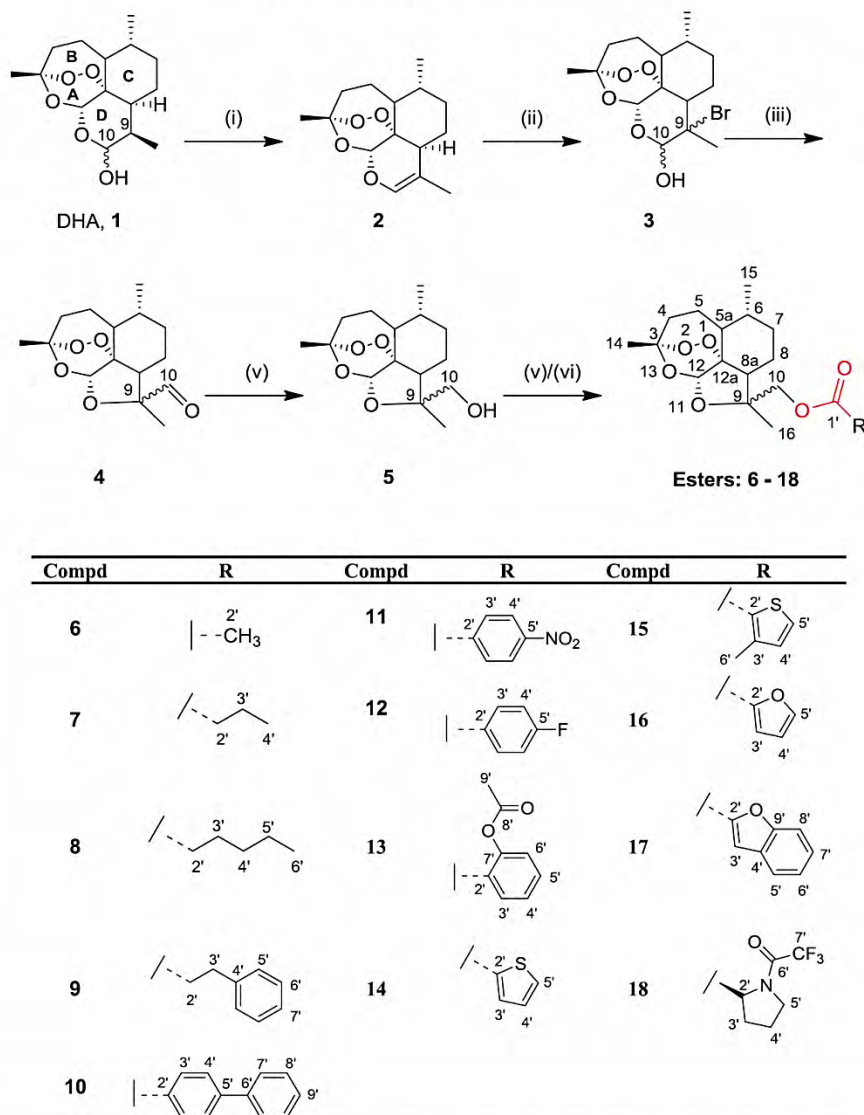 B
C
O-O
A
O
D
H
9
10
O
OH
DHA, 1
(i)
O-O
O
H
O
2
(ii)
O-O
O
Br
9
10
O
OH
3
(iii)
O-O
O
10
9
O
O
4
(v)
O-O
O
10
9
O
OH
5
(v)/(vi)
15
4
5
6
5a
7
3
2
1
14
O-O
8a
8
O
13
12
12a
10
O
11
O
9
O
1'
16
R
Esters: 6 - 18
Compd R Compd R Compd R
6
2'
CH3
11
3' 4'
2' 5' NO2
15
2' S 5'
6' 3' 4'
7
3'
2' 4'
12
3' 4'
2' 5' F
16
2' O 5'
3' 4'
8
3' 5'
2' 4' 6'
13
9'
O
O 8'
7' 6'
2' 5'
3' 4'
17
2' O 9' 8'
3' 4' 7'
5' 6'
9
3' 5'
2' 4' 6'
7'
14
2' S 5'
3' 4'
18
O 7'
CF3
6'
2' N 5'
3' 4'
10
3' 4' 7' 8'
2' 5' 6' 9'